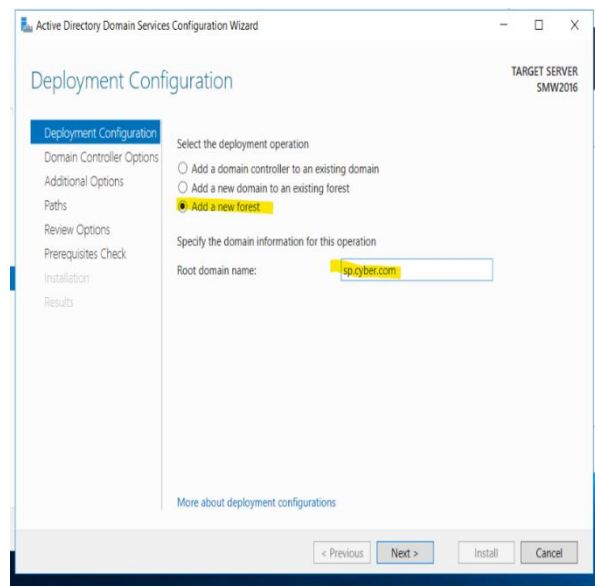 Active Directory Domain Services Configuration Wizard
Deployment Configuration
TARGET SERVER
SMW2016
Deployment Configuration
Domain Controller Options
Additional Options
Paths
Review Options
Prerequisites Check
Installation
Results
Select the deployment operation
Add a domain controller to an existing domain
Add a new domain to an existing forest
Add a new forest
Specify the domain information for this operation
Root domain name: sp.cyber.com
More about deployment configurations
< Previous Next > Install Cancel